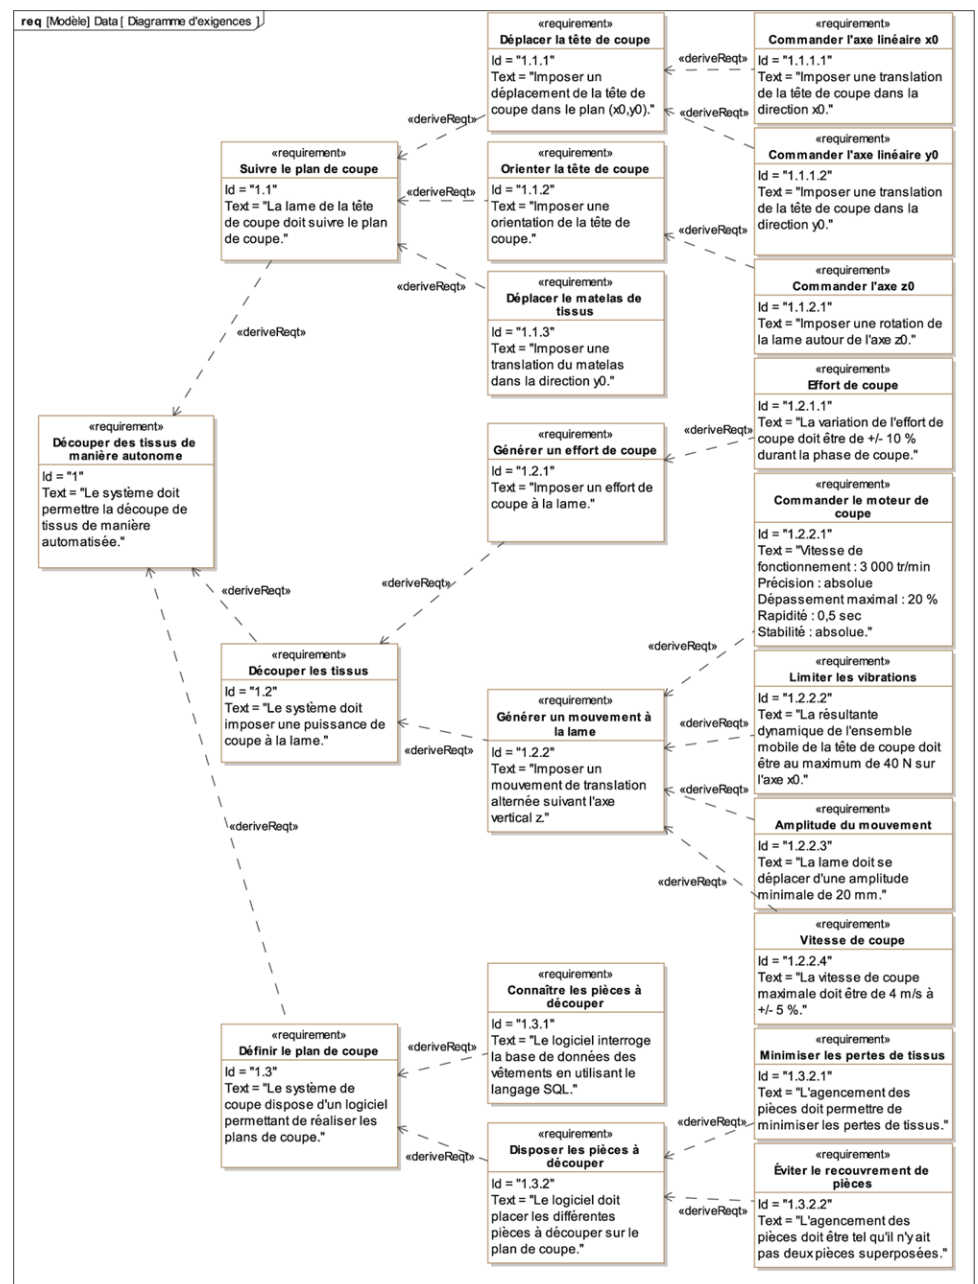 req [Modèle] Data [ Diagramme d'exigences ]
«requirement»
Déplacer la tête de coupe
Id = "1.1.1"
Text = "Imposer un
déplacement de la tête de
coupe dans le plan (x0,y0)."
«deriveReqt»
«requirement»
Commander l'axe linéaire x0
Id = "1.1.1.1"
Text = "Imposer une translation
de la tête de coupe dans la
direction x0.
«deriveReqt»
«deriveReqt»
«requirement»
Commander l'axe linéaire y0
Id = "1.1.1.2"
Text = "Imposer une translation
de la tête de coupe dans la
direction y0."
«requirement»
Suivre le plan de coupe
Id = "1.1"
Text = "La lame de la tête
de coupe doit suivre le plan
de coupe."
«deriveReqt»
«requirement»
Orienter la tête de coupe
Id = "1.1.2"
Text = "Imposer une
orientation de la tête de
coupe."
«deriveReqt»
«requirement»
Commander l'axe z0
Id = "1.1.2.1"
Text = "Imposer une rotation de
la lame autour de l'axe z0."
«deriveReqt»
«requirement»
Déplacer le matelas de
tissus
Id = "1.1.3"
Text = "Imposer une
translation du matelas
dans la direction y0."
«deriveReqt»
«requirement»
Découper des tissus de
manière autonome
Id = "1"
Text = "Le système doit
permettre la découpe de
tissus de manière
automatisée."
«requirement»
Générer un effort de coupe
Id = "1.2.1"
Text = "Imposer un effort de
coupe à la lame."
«deriveReqt»
«requirement»
Effort de coupe
Id = "1.2.1.1"
Text = "La variation de l'effort de
coupe doit être de +/- 10 %
durant la phase de coupe."
«requirement»
Commander le moteur de
coupe
Id = "1.2.2.1"
Text = "Vitesse de
fonctionnement : 3 000 tr/min
Précision : absolue
Dépassement maximal : 20 %
Rapidité : 0,5 sec
Stabilité : absolue."
«deriveReqt»
«deriveReqt»
«deriveReqt»
«requirement»
Découper les tissus
Id = "1.2"
Text = "Le système doit
imposer une puissance de
coupe à la lame."
«deriveReqt»
«requirement»
Générer un mouvement à
la lame
Id = "1.2.2"
Text = "Imposer un
mouvement de translation
alternée suivant l'axe
vertical z."
«deriveReqt»
«requirement»
Limiter les vibrations
Id = "1.2.2.2"
Text = "La résultante
dynamique de l'ensemble
mobile de la tête de coupe doit
être au maximum de 40 N sur
l'axe x0."
«deriveReqt»
«requirement»
Amplitude du mouvement
Id = "1.2.2.3"
Text = "La lame doit se
déplacer d'une amplitude
minimale de 20 mm."
«deriveReqt»
«deriveReqt»
«requirement»
Vitesse de coupe
Id = "1.2.2.4"
Text = "La vitesse de coupe
maximale doit être de 4 m/s à
+/- 5 %."
«requirement»
Définir le plan de coupe
Id = "1.3"
Text = "Le système de
coupe dispose d'un logiciel
permettant de réaliser les
plans de coupe."
«deriveReqt»
«requirement»
Connaître les pièces à
découper
Id = "1.3.1"
Text = "Le logiciel interroge
la base de données des
vêtements en utilisant le
langage SQL."
«deriveReqt»
«requirement»
Disposer les pièces à
découper
Id = "1.3.2"
Text = "Le logiciel doit
placer les différentes
pièces à découper sur le
plan de coupe."
«deriveReqt»
«requirement»
Minimiser les pertes de tissus
Id = "1.3.2.1"
Text = "L'agencement des
pièces doit permettre de
minimiser les pertes de tissus."
«deriveReqt»
«requirement»
Éviter le recouvrement de
pièces
Id = "1.3.2.2"
Text = "L'agencement des
pièces doit être tel qu'il n'y ait
pas deux pièces superposées."